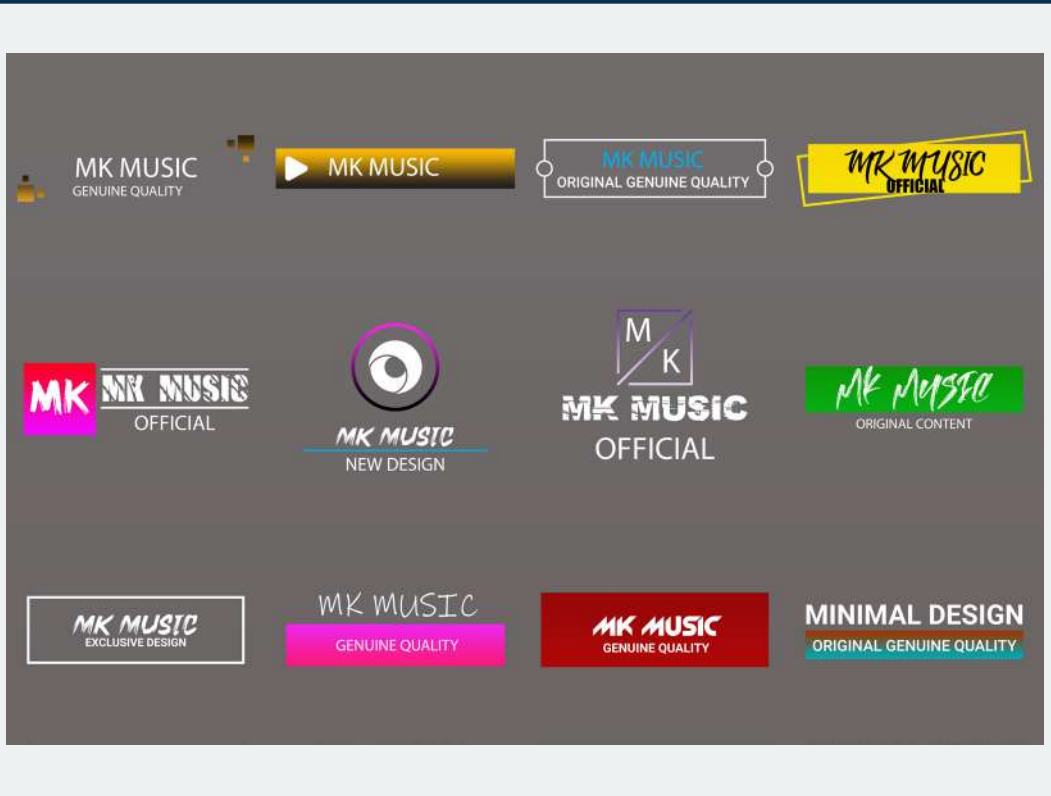 MK MUSIC
GENUINE QUALITY
MK MUSIC
MK MUSIC
ORIGINAL GENUINE QUALITY
MK MUSIC
OFFICIAL
MK
MK MUSIC
OFFICIAL
MK MUSIC
NEW DESIGN
M
K
MK MUSIC
OFFICIAL
MK MUSIC
ORIGINAL CONTENT
MK MUSIC
EXCLUSIVE DESIGN
MK MUSIC
GENUINE QUALITY
MK MUSIC
GENUINE QUALITY
MINIMAL DESIGN
ORIGINAL GENUINE QUALITY